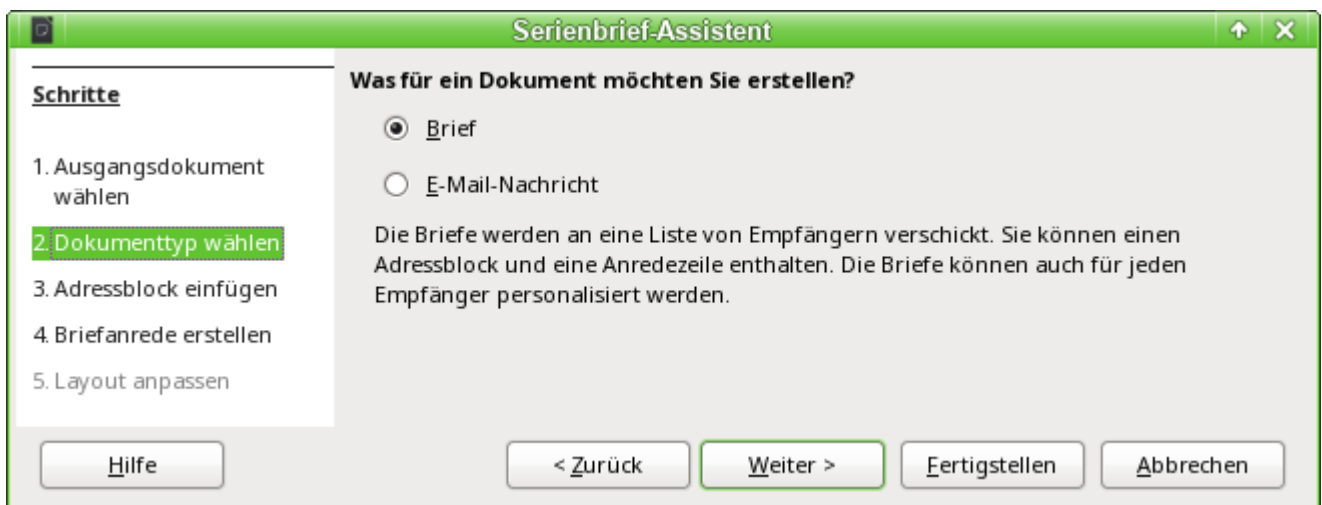 Serienbrief-Assistent
Schritte
1. Ausgangsdokument
wählen
2. Dokumenttyp wählen
3. Adressblock einfügen
4. Briefanrede erstellen
5. Layout anpassen
Was für ein Dokument möchten Sie erstellen?
Brief
E-Mail-Nachricht
Die Briefe werden an eine Liste von Empfängern verschickt. Sie können einen
Adressblock und eine Anredezeile enthalten. Die Briefe können auch für jeden
Empfänger personalisiert werden.
Hilfe
< Zurück
Weiter >
Fertigstellen
Abbrechen